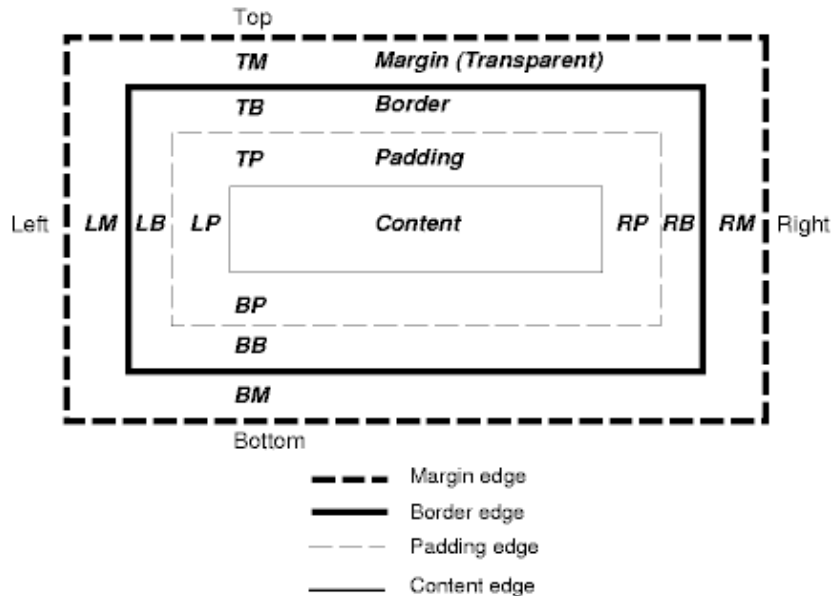 Top
TM Margin (Transparent)
TB Border
TP Padding
Left LM LB LP Content RP RB RM Right
BP
BB
BM
Bottom
Margin edge
Border edge
Padding edge
Content edge